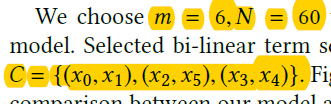 We choose m = 6, N = 60
model. Selected bi-linear term s
C = {(x₀, x₁), (x₂, x₅), (x₃, x₄)}. Fi
comparison between our model a